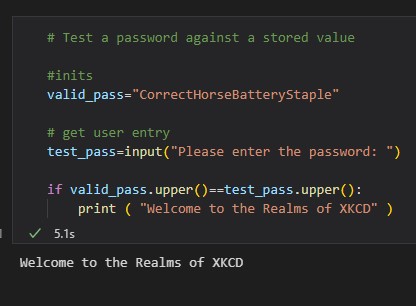 # Test a password against a stored value
#inits
valid_pass="CorrectHorseBatteryStaple"
# get user entry
test_pass=input("Please enter the password: ")
if valid_pass.upper()==test_pass.upper():
    print ( "Welcome to the Realms of XKCD" )
✓ 5.1s
Welcome to the Realms of XKCD